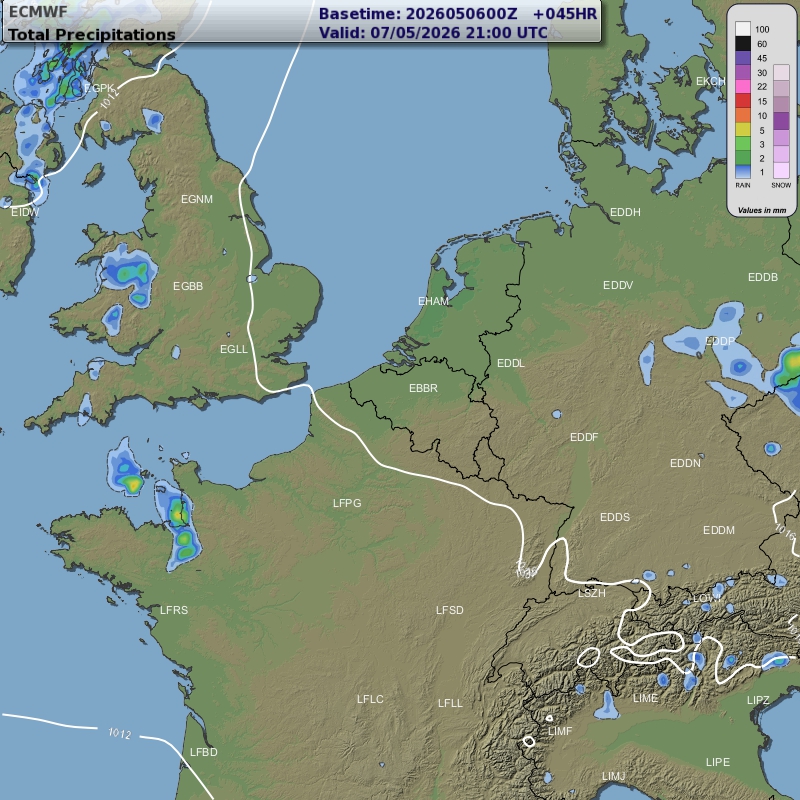 ECMWF
Basetime: 2026050600Z +045HR
Total Precipitations
Valid: 07/05/2026 21:00 UTC
100
60
45
30
22
15
10
5
3
2
1
RAIN
SNOW
Values in mm
EGPK
EKCH
1012
EGNM
EIDW
EDDH
EGBB
EDDV
EDDB
EHAM
EGLL
EDDP
EDDL
EBBR
EDDF
EDDN
LFPG
EDDS
EDDM
1016
LSZH
LOWI
LFRS
LFSD
LFLC
LFLL
LIME
LIPZ
1012
LIMF
LFBD
LIPE
LIMJ